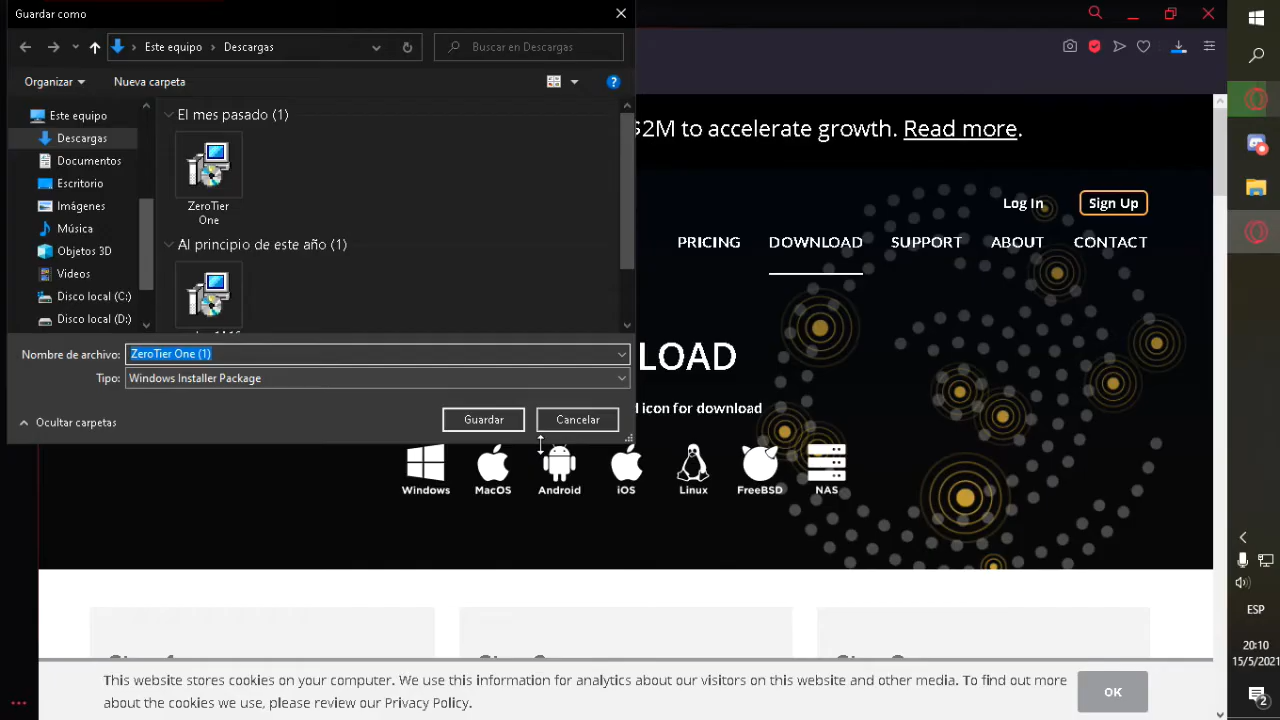 Guardar como
Este equipo
Descargas
Buscar en Descargas
Organizar
Nueva carpeta
Este equipo
Descargas
Documentos
Escritorio
Imágenes
Música
Objetos 3D
Videos
Disco local (C:)
Disco local (D:)
El mes pasado (1)
ZeroTier
One
Al principio de este año (1)
Nombre de archivo: ZeroTier One (1)
Tipo: Windows Installer Package
Ocultar carpetas
Guardar
Cancelar
$2M to accelerate growth. Read more.
Log In
Sign Up
PRICING
DOWNLOAD
SUPPORT
ABOUT
CONTACT
LOAD
icon for download
Windows
MacOS
Android
iOS
Linux
FreeBSD
NAS
This website stores cookies on your computer. We use this information for analytics about our visitors on this website and other media. To find out more
about the cookies we use, please review our Privacy Policy.
OK
ESP
20:10
15/5/2021
2